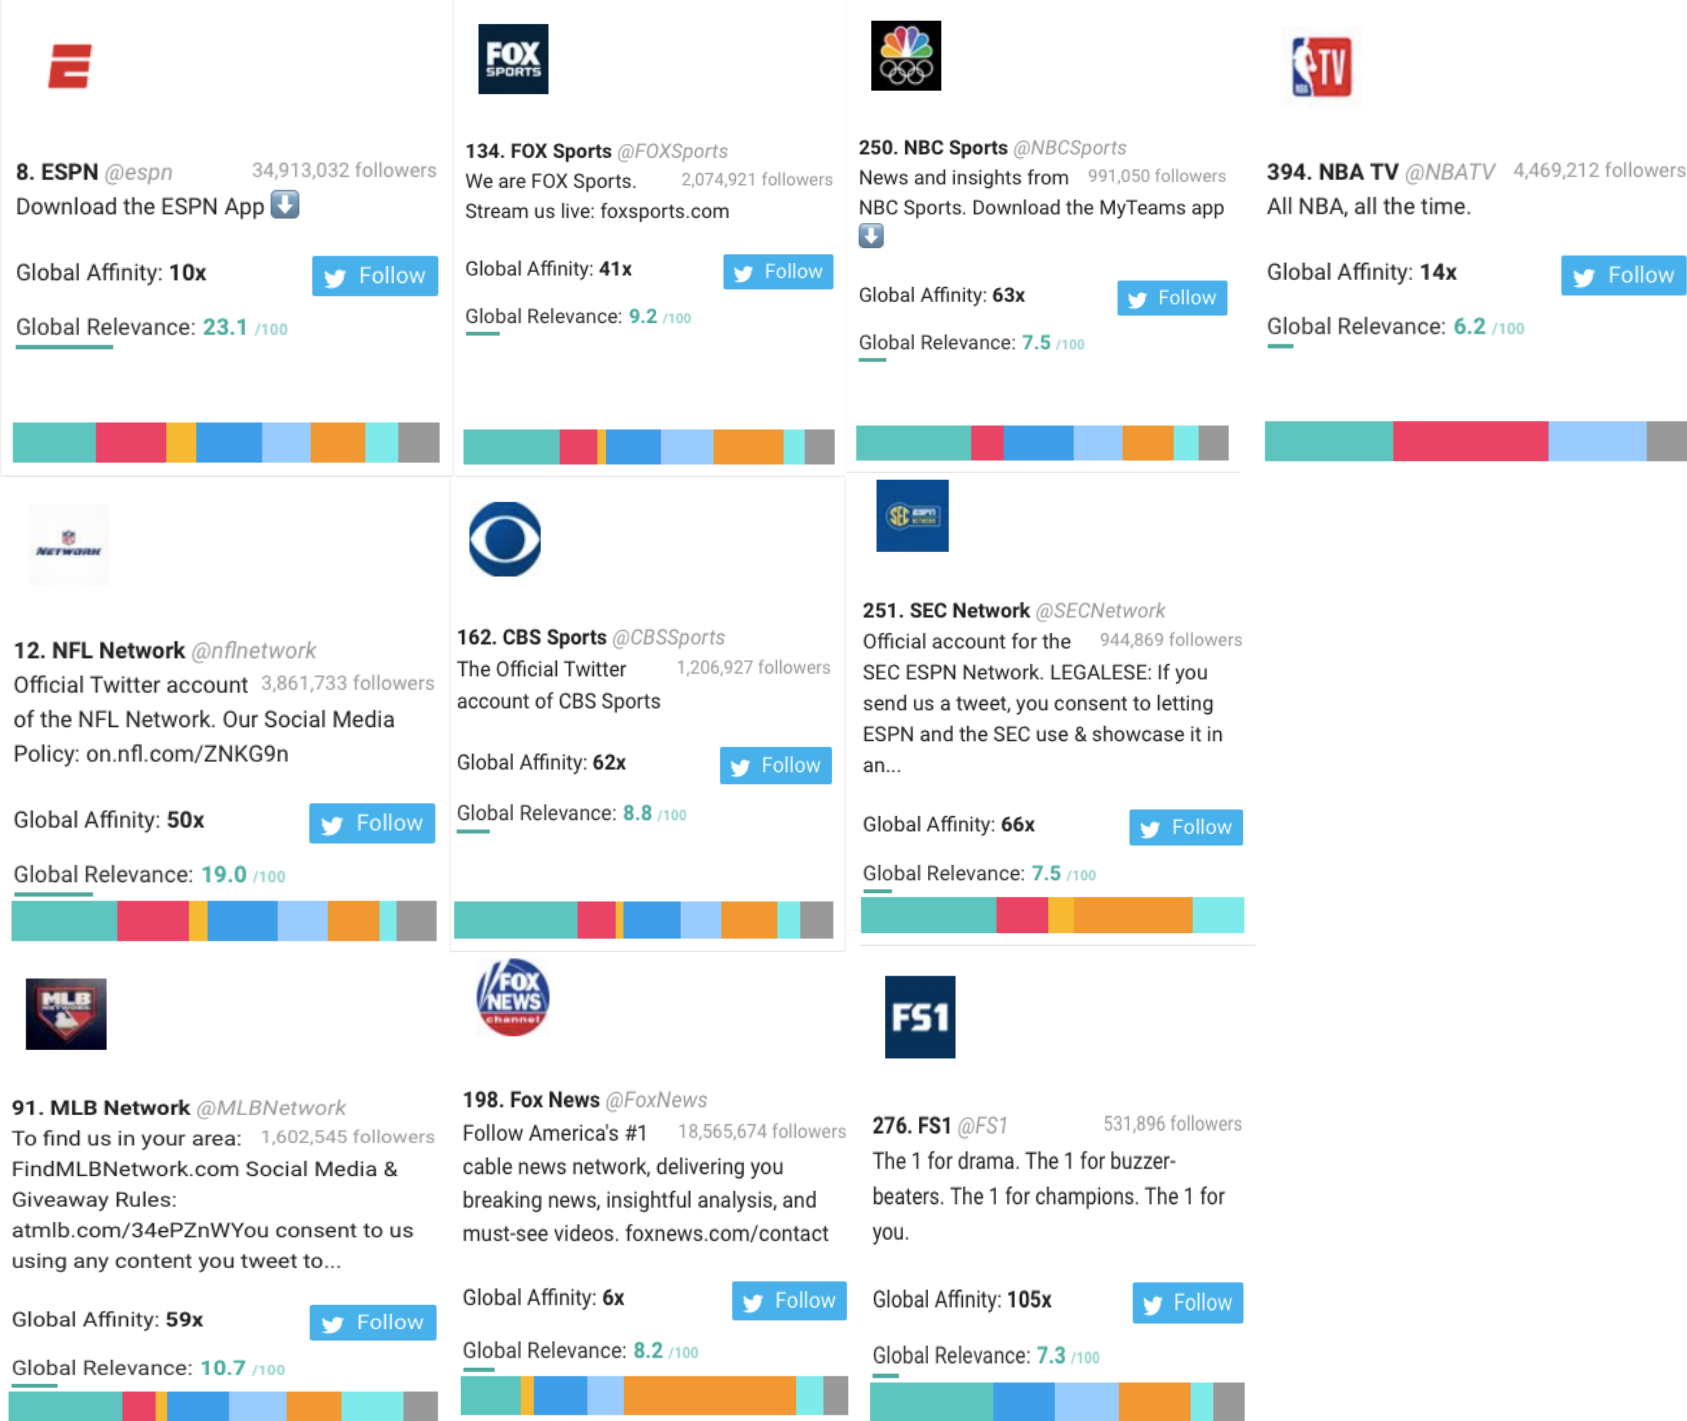 FOX
SPORTS
TV
NBA
8. ESPN @espn 34,913,032 followers
Download the ESPN App
Global Affinity: 10x
Follow
Global Relevance: 23.1 /100
134. FOX Sports @FOXSports
We are FOX Sports. 2,074,921 followers
Stream us live: foxsports.com
Global Affinity: 41x
Follow
Global Relevance: 9.2 /100
250. NBC Sports @NBCSports
News and insights from 991,050 followers
NBC Sports. Download the MyTeams app
Global Affinity: 63x
Follow
Global Relevance: 7.5 /100
394. NBA TV @NBATV 4,469,212 followers
All NBA, all the time.
Global Affinity: 14x
Follow
Global Relevance: 6.2 /100
NETWORK
12. NFL Network @nflnetwork
Official Twitter account 3,861,733 followers
of the NFL Network. Our Social Media
Policy: on.nfl.com/ZNKG9n
Global Affinity: 50x
Follow
Global Relevance: 19.0 /100
162. CBS Sports @CBSSports
The Official Twitter 1,206,927 followers
account of CBS Sports
Global Affinity: 62x
Follow
Global Relevance: 8.8 /100
SEC ESPN
NETWORK
251. SEC Network @SECNetwork
Official account for the 944,869 followers
SEC ESPN Network. LEGALESE: If you
send us a tweet, you consent to letting
ESPN and the SEC use & showcase it in
an...
Global Affinity: 66x
Follow
Global Relevance: 7.5 /100
MLB
NETWORK
91. MLB Network @MLBNetwork
To find us in your area: 1,602,545 followers
FindMLBNetwork.com Social Media &
Giveaway Rules:
atmlb.com/34ePZnWYou consent to us
using any content you tweet to...
Global Affinity: 59x
Follow
Global Relevance: 10.7 /100
FOX
NEWS
channel
198. Fox News @FoxNews
Follow America's #1 18,565,674 followers
cable news network, delivering you
breaking news, insightful analysis, and
must-see videos. foxnews.com/contact
Global Affinity: 6x
Follow
Global Relevance: 8.2 /100
FS1
276. FS1 @FS1 531,896 followers
The 1 for drama. The 1 for buzzer-
beaters. The 1 for champions. The 1 for
you.
Global Affinity: 105x
Follow
Global Relevance: 7.3 /100